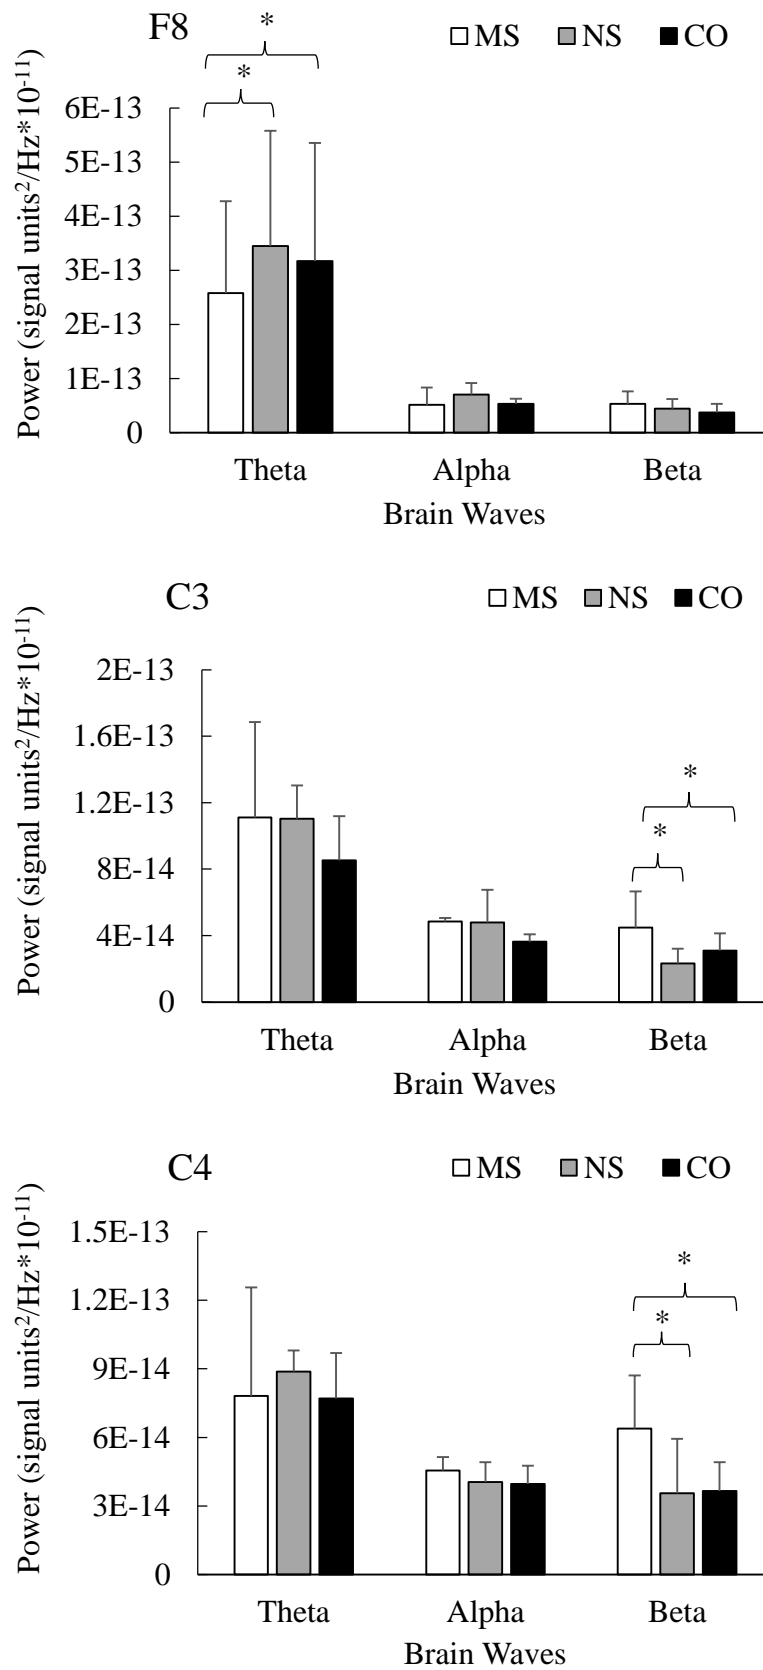 F8
MS NS CO
*
*
Power (signal units²/Hz*10⁻¹¹)
6E-13
5E-13
4E-13
3E-13
2E-13
1E-13
0
Theta Alpha Beta
Brain Waves
C3
MS NS CO
Power (signal units²/Hz*10⁻¹¹)
2E-13
1.6E-13
1.2E-13
8E-14
4E-14
0
*
*
Theta Alpha Beta
Brain Waves
C4
MS NS CO
Power (signal units²/Hz*10⁻¹¹)
1.5E-13
1.2E-13
9E-14
6E-14
3E-14
0
*
*
Theta Alpha Beta
Brain Waves